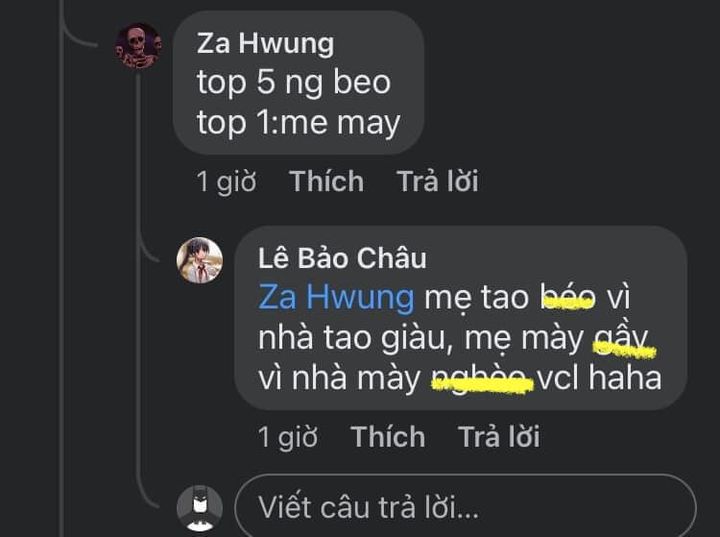 Za Hwung
top 5 ng beo
top 1:me may
1 giờ Thích Trả lời
Lê Bảo Châu
Za Hwung mẹ tao béo vì
nhà tao giàu, mẹ mày gầy
vì nhà mày nghèo vcl haha
1 giờ Thích Trả lời
Viết câu trả lời...